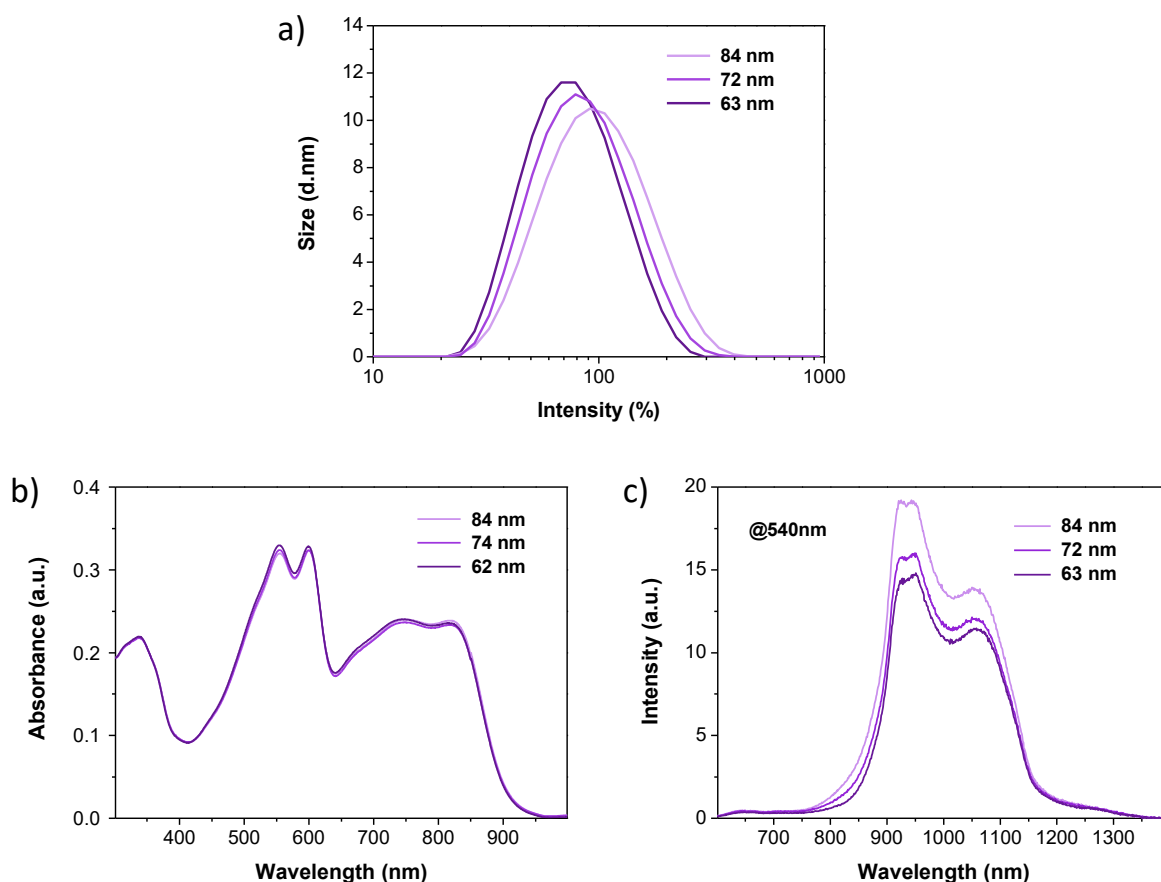 a)
14
12
10
8
6
4
2
0
Size (d.nm)
84 nm
72 nm
63 nm
10 100 1000
Intensity (%)
b)
0.4
0.3
0.2
0.1
0.0
Absorbance (a.u.)
84 nm
74 nm
62 nm
400 500 600 700 800 900
Wavelength (nm)
c)
20
15
10
5
0
Intensity (a.u.)
@540nm
84 nm
72 nm
63 nm
700 800 900 1000 1100 1200 1300
Wavelength (nm)